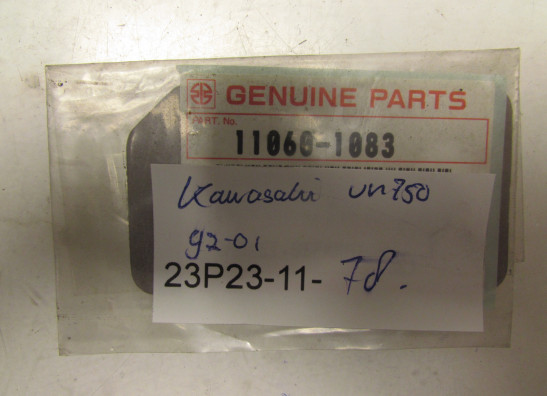 GENUINE PARTS
PART. No.
11060-1083
Kawasaki vn750
92-01
23P23-11- 78.